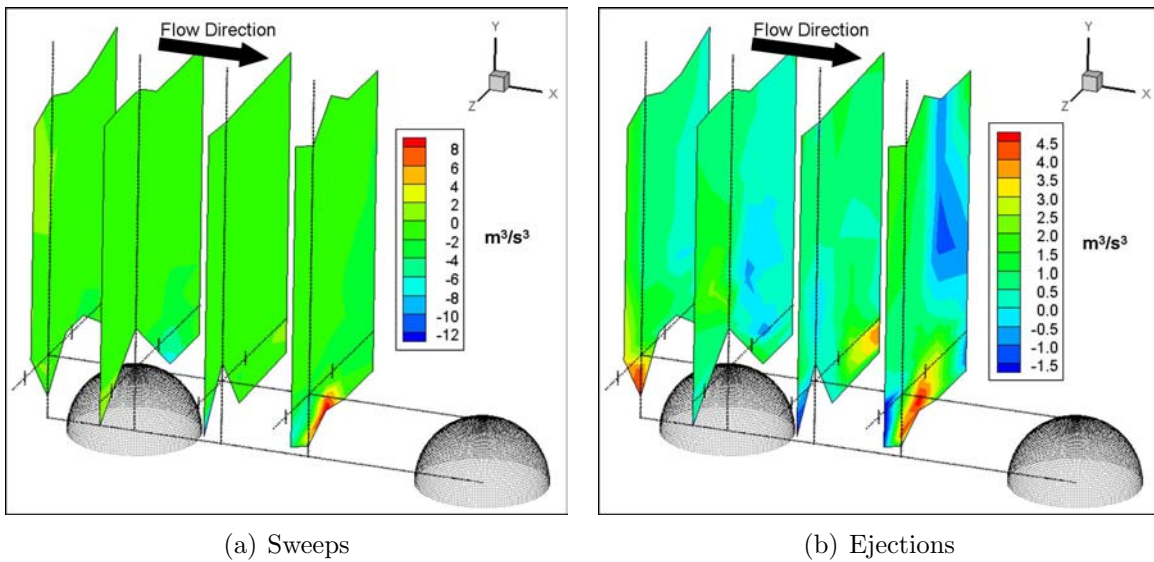 Flow Direction
Y
X
Z
8
6
4
2
0
-2
-4
-6
-8
-10
-12
m³/s³
(a) Sweeps
Flow Direction
Y
X
Z
4.5
4.0
3.5
3.0
2.5
2.0
1.5
1.0
0.5
0.0
-0.5
-1.0
-1.5
m³/s³
(b) Ejections